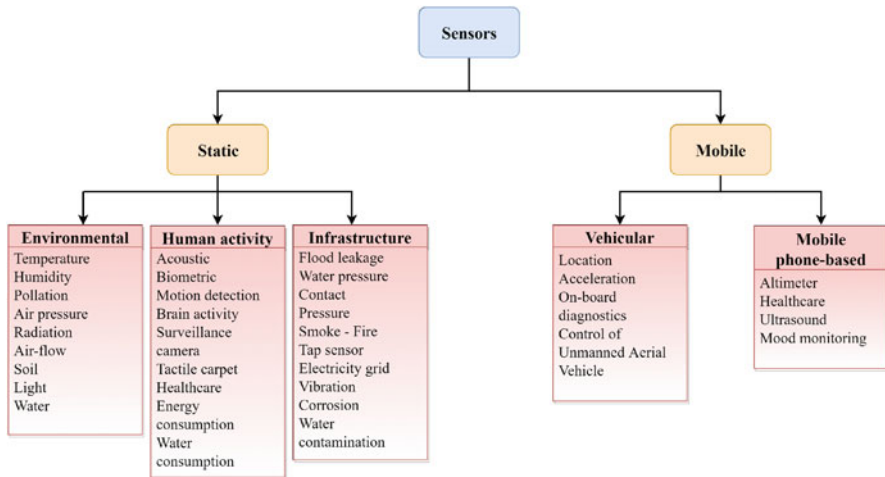 Sensors
Static
Mobile
Environmental
Temperature
Humidity
Pollation
Air pressure
Radiation
Air-flow
Soil
Light
Water
Human activity
Acoustic
Biometric
Motion detection
Brain activity
Surveillance
camera
Tactile carpet
Healthcare
Energy
consumption
Water
consumption
Infrastructure
Flood leakage
Water pressure
Contact
Pressure
Smoke - Fire
Tap sensor
Electricity grid
Vibration
Corrosion
Water
contamination
Vehicular
Location
Acceleration
On-board
diagnostics
Control of
Unmanned Aerial
Vehicle
Mobile
phone-based
Altimeter
Healthcare
Ultrasound
Mood monitoring